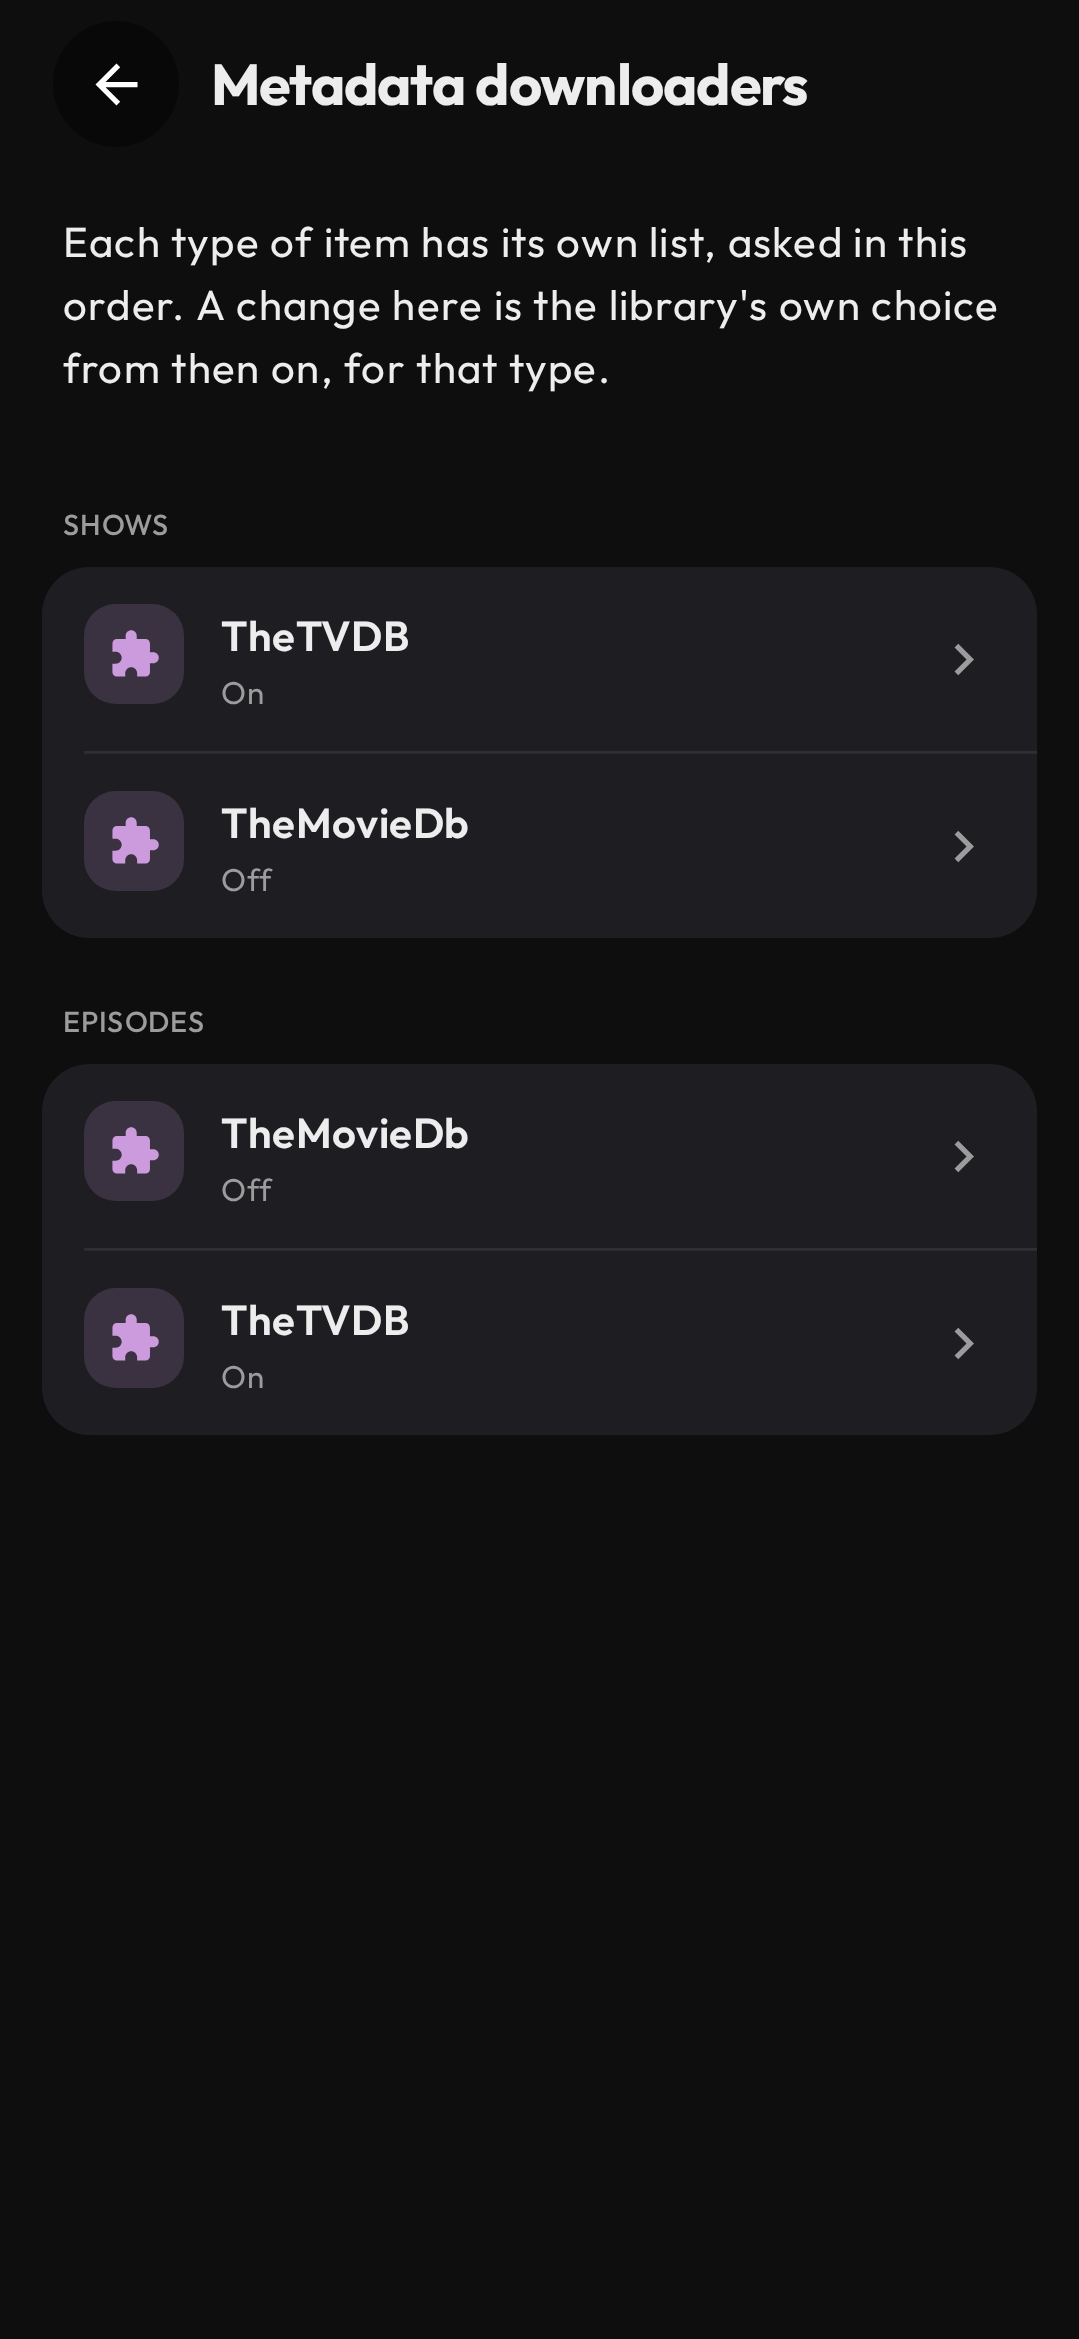 Metadata downloaders
Each type of item has its own list, asked in this
order. A change here is the library's own choice
from then on, for that type.
SHOWS
TheTVDB
On
TheMovieDb
Off
EPISODES
TheMovieDb
Off
TheTVDB
On